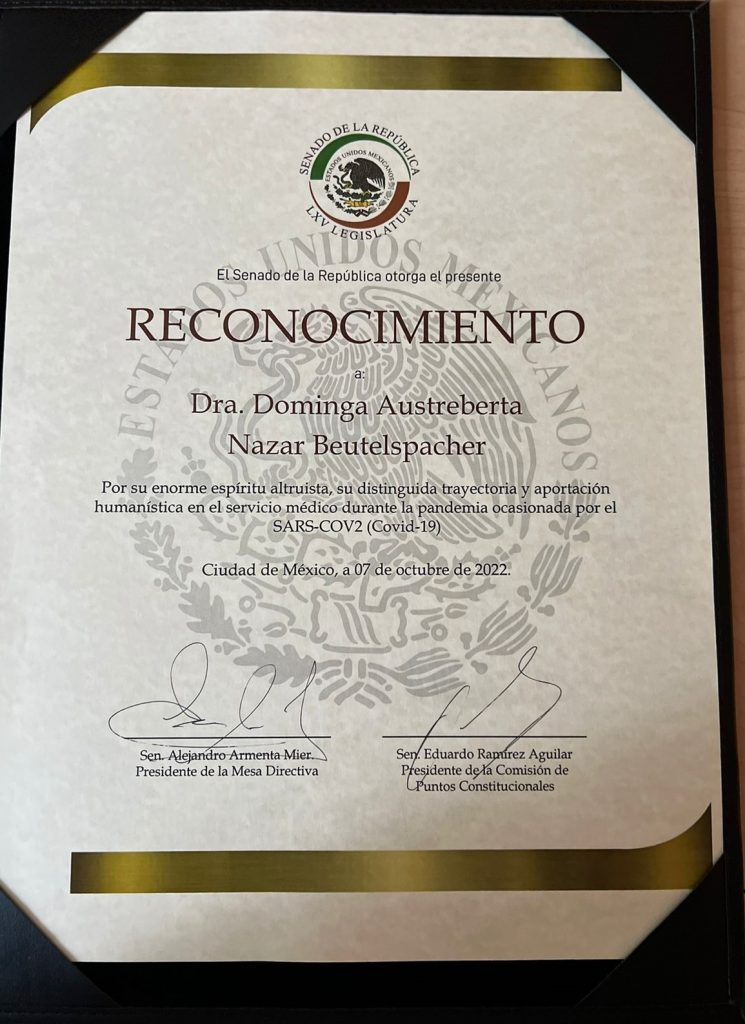 SENADO DE LA REPÚBLICA
ESTADOS UNIDOS MEXICANOS
LXV LEGISLATURA
ESTADOS UNIDOS MEXICANOS
El Senado de la República otorga el presente
RECONOCIMIENTO
a:
Dra. Dominga Austreberta
Nazar Beutelspacher
Por su enorme espíritu altruista, su distinguida trayectoria y aportación
humanística en el servicio médico durante la pandemia ocasionada por el
SARS-COV2 (Covid-19)
Ciudad de México, a 07 de octubre de 2022.
Sen. Alejandro Armenta Mier.
Presidente de la Mesa Directiva
Sen. Eduardo Ramírez Aguilar
Presidente de la Comisión de
Puntos Constitucionales